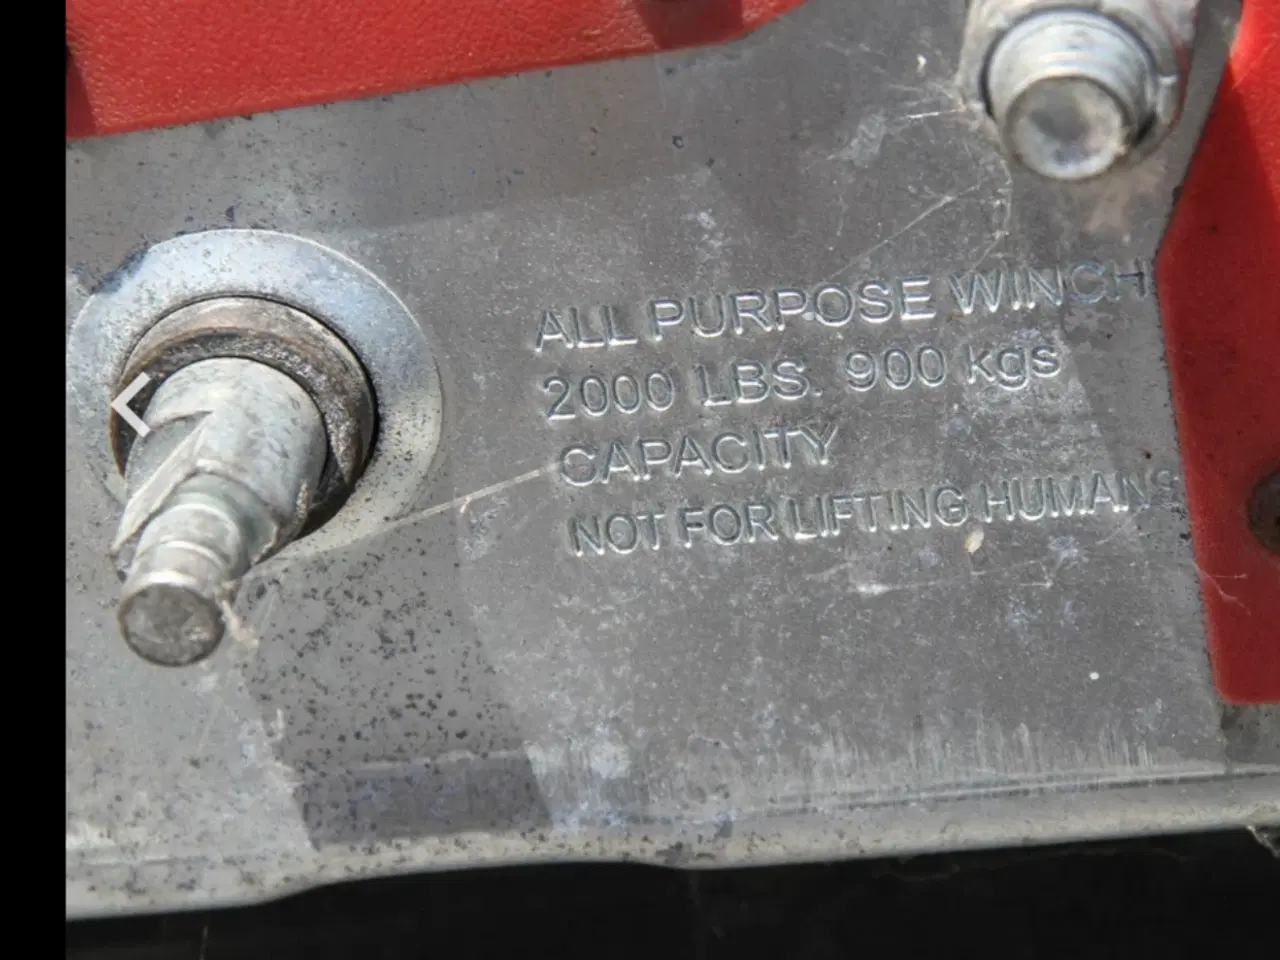 ALL PURPOSE WINCH
2000 LBS. 900 kgs
CAPACITY
NOT FOR LIFTING HUMANS